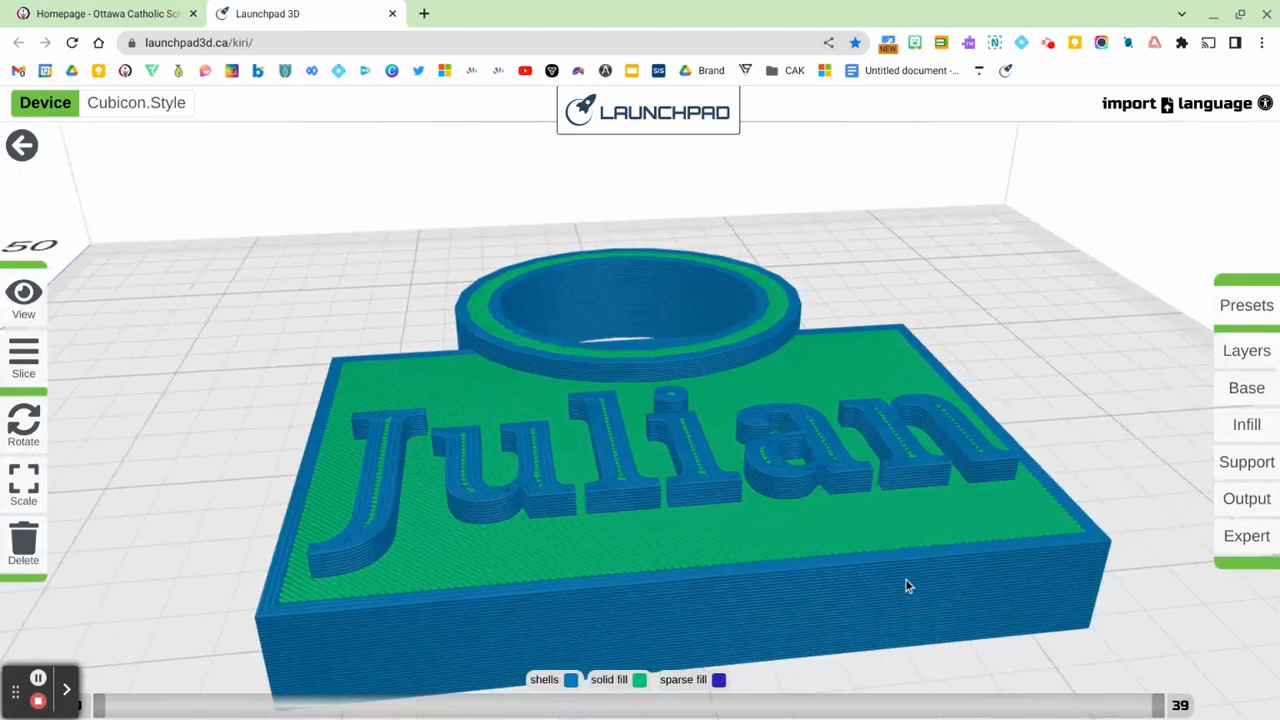 Homepage - Ottawa Catholic Sc
Launchpad 3D
launchpad3d.ca/kiri/
NEW
SIS
Brand
CAK
Untitled document -...
Device
Cubicon.Style
LAUNCHPAD
import
language
50
View
Slice
Rotate
Scale
Delete
Presets
Layers
Base
Infill
Support
Output
Expert
Julian
shells
solid fill
sparse fill
39